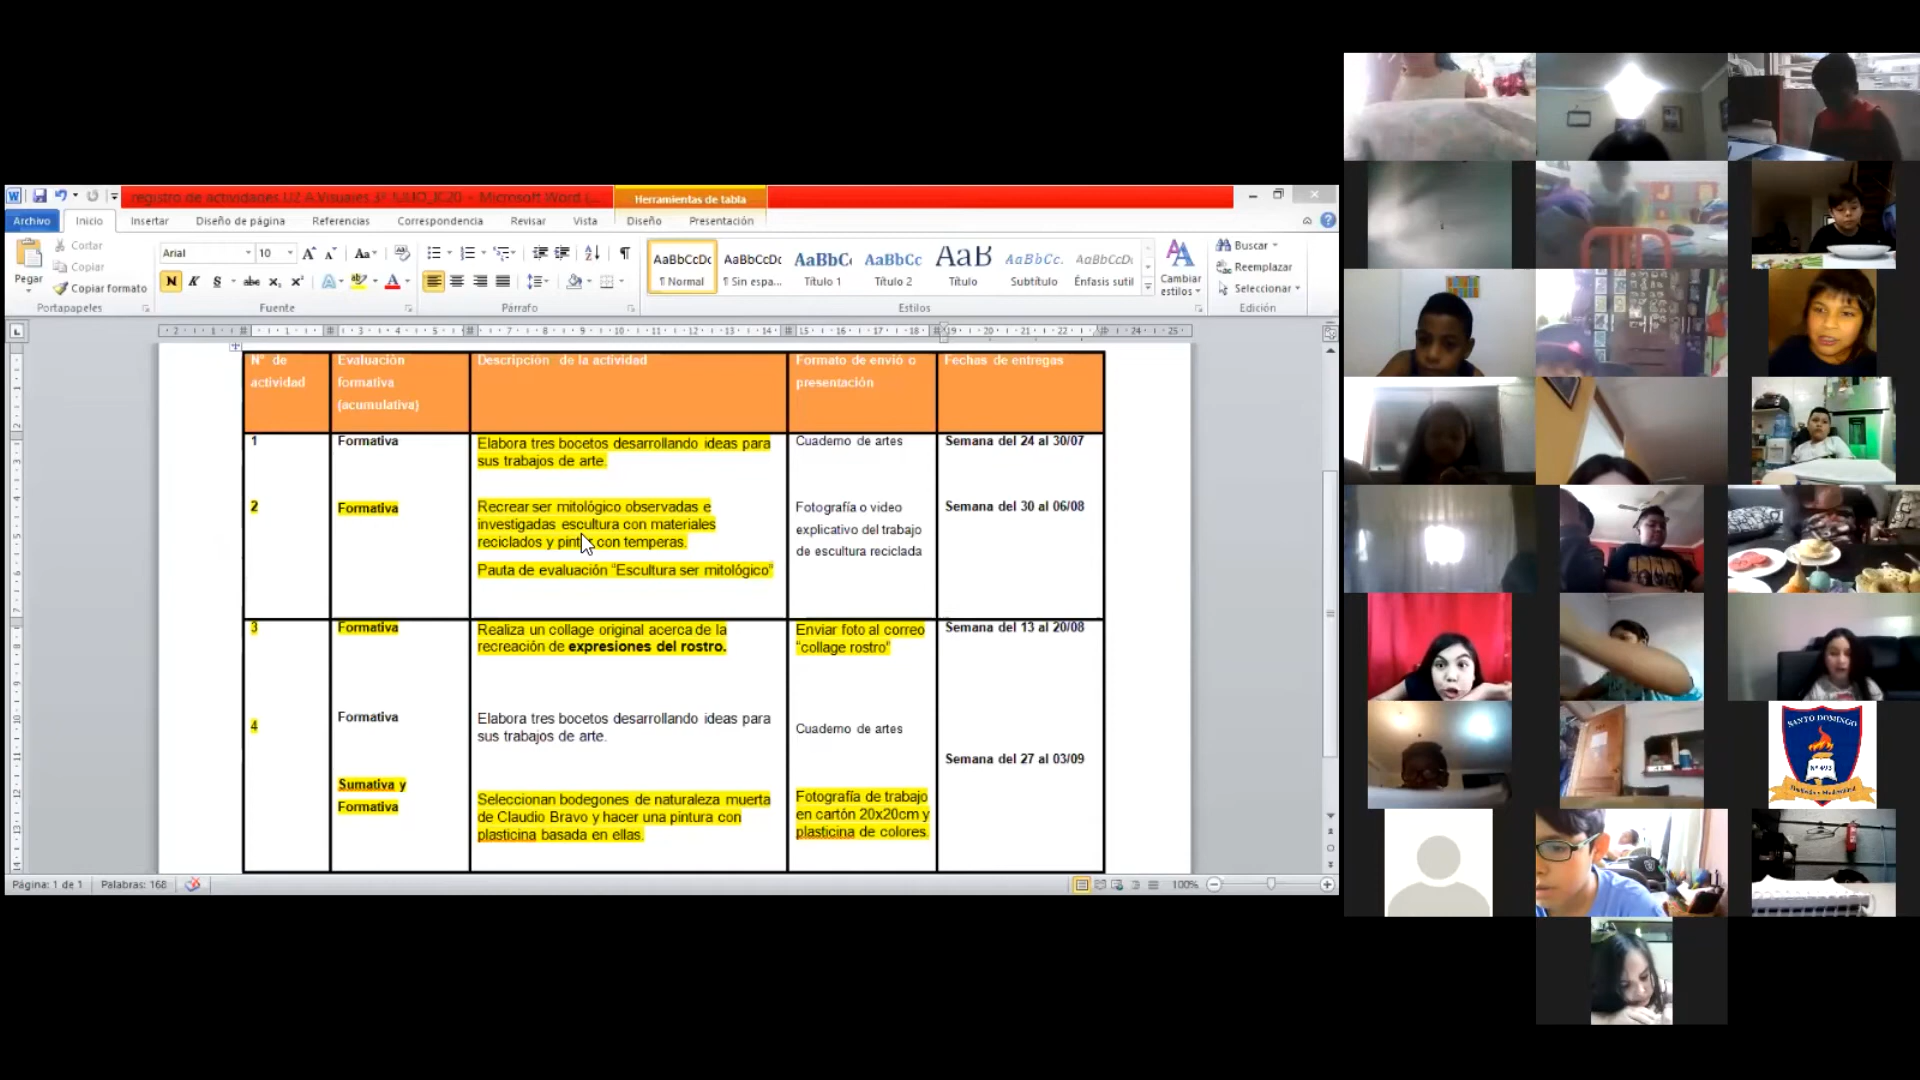 registro de actividades U2 A.Visuales 3° - Microsoft Word (...
Herramientas de tabla
Archivo Inicio Insertar Diseño de página Referencias Correspondencia Revisar Vista Diseño Presentación
Pegar
Cortar
Copiar
Copiar formato
Portapapeles
Arial 10
Fuente
Párrafo
AaBbCcDc AaBbCcDc AaBbC AaBbCc AaB AaBbCc. AaBbCcDc
¶ Normal ¶ Sin espa... Título 1 Título 2 Título Subtítulo Énfasis sutil
Estilos
Cambiar
estilos
Buscar
Reemplazar
Seleccionar
Edición
N° de
actividad
Evaluación
formativa
(acumulativa)
Descripción de la actividad
Formato de envió o
presentación
Fechas de entregas
1
Formativa
Elabora tres bocetos desarrollando ideas para
sus trabajos de arte.
Cuaderno de artes
Semana del 24 al 30/07
2
Formativa
Recrear ser mitológico observadas e
investigadas escultura con materiales
reciclados y pintar con temperas.
Pauta de evaluación "Escultura ser mitológico"
Fotografía o video
explicativo del trabajo
de escultura reciclada
Semana del 30 al 06/08
3
Formativa
Realiza un collage original acerca de la
recreación de expresiones del rostro.
Enviar foto al correo
"collage rostro"
Semana del 13 al 20/08
4
Formativa
Elabora tres bocetos desarrollando ideas para
sus trabajos de arte.
Cuaderno de artes
Semana del 27 al 03/09
Sumativa y
Formativa
Seleccionan bodegones de naturaleza muerta
de Claudio Bravo y hacer una pintura con
plasticina basada en ellas.
Fotografía de trabajo
en cartón 20x20cm y
plasticina de colores.
Página: 1 de 1 Palabras: 168
100%
SANTO DOMINGO